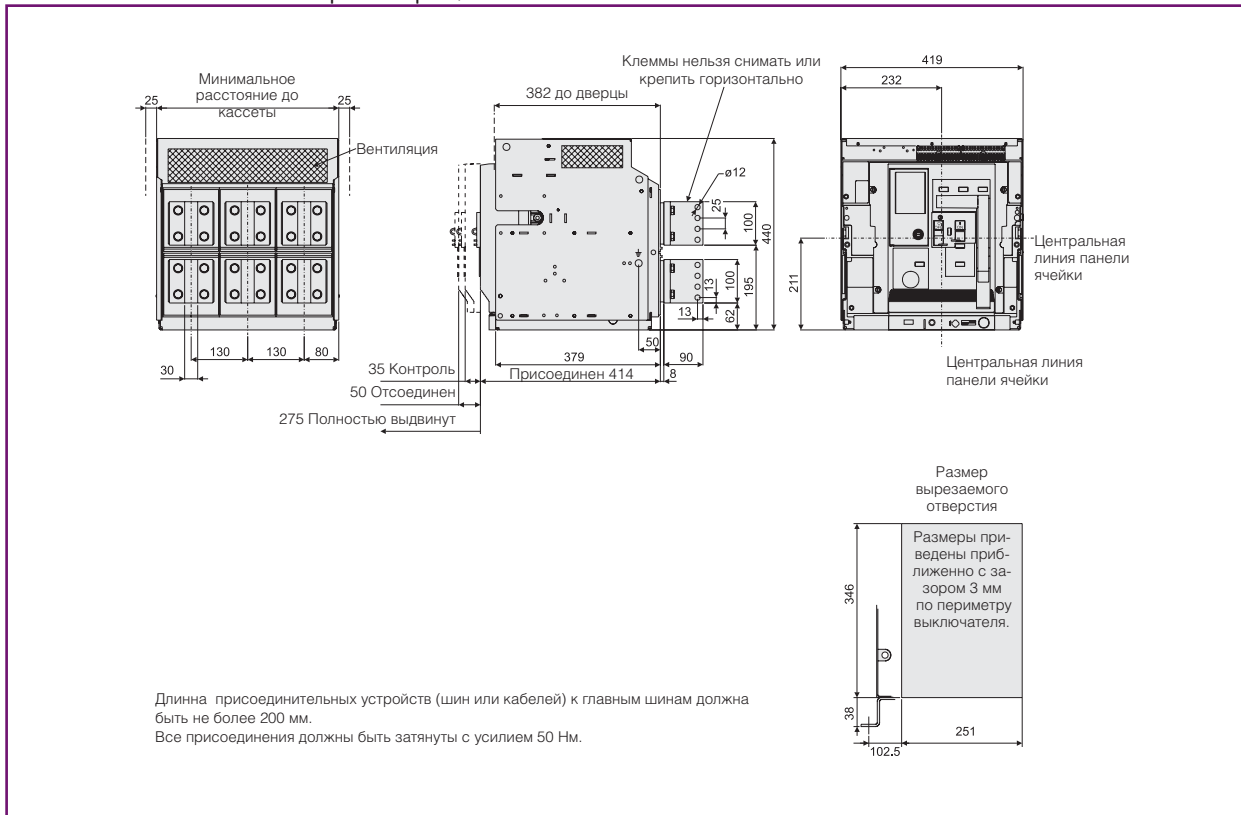 Минимальное
расстояние до
кассеты
25
25
Вентиляция
130
130
80
30
Клеммы нельзя снимать или
крепить горизонтально
382 до дверцы
ø12
25
100
440
100
195
13
13
62
50
379
90
35 Контроль
Присоединен 414
8
50 Отсоединен
275 Полностью выдвинут
419
232
211
Центральная
линия панели
ячейки
Центральная линия
панели ячейки
Размер
вырезаемого
отверстия
Размеры при-
ведены приб-
лиженно с за-
зором 3 мм
по периметру
выключателя.
346
38
102.5
251
Длинна присоединительных устройств (шин или кабелей) к главным шинам должна
быть не более 200 мм.
Все присоединения должны быть затянуты с усилием 50 Нм.